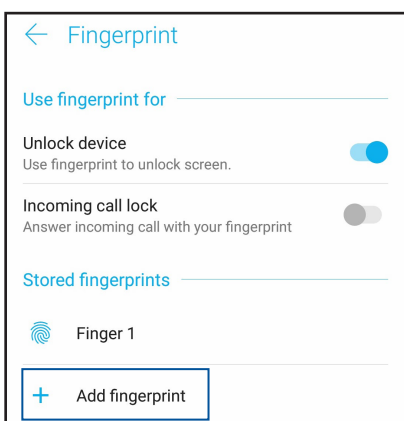 Fingerprint
Use fingerprint for
Unlock device
Use fingerprint to unlock screen.
Incoming call lock
Answer incoming call with your fingerprint
Stored fingerprints
Finger 1
Add fingerprint